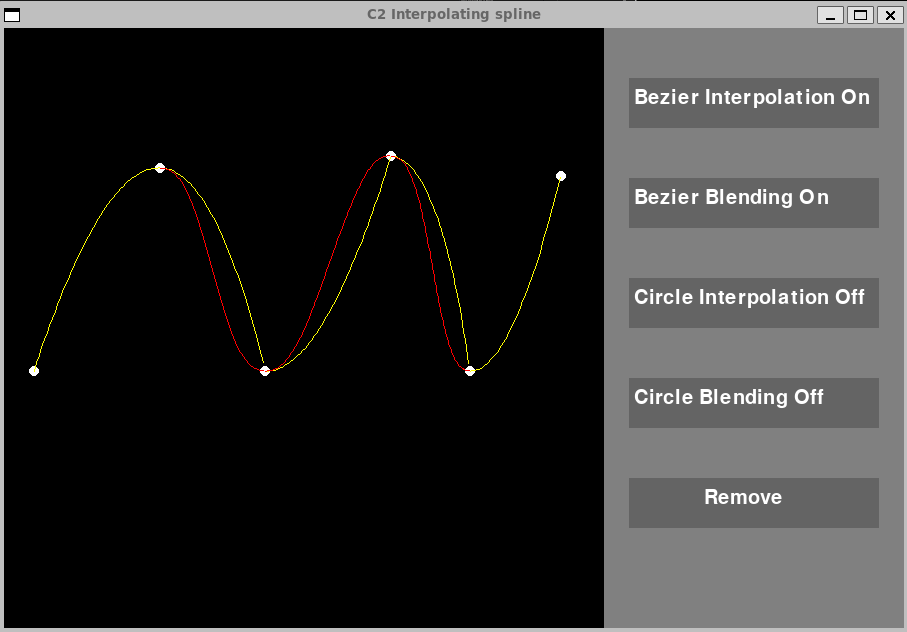 C2 Interpolating spline
Bezier Interpolation On
Bezier Blending On
Circle Interpolation Off
Circle Blending Off
Remove